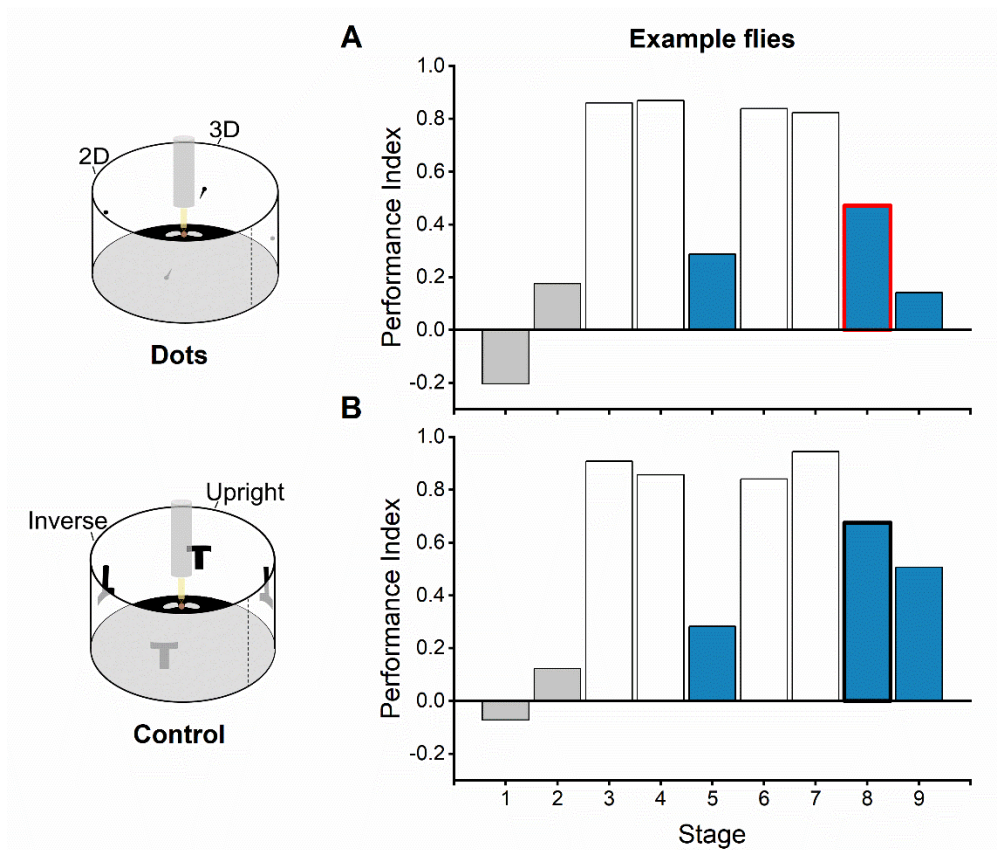 A
Example flies
3D
2D
Dots
Performance Index
1.0
0.8
0.6
0.4
0.2
0.0
-0.2
B
Upright
Inverse
T
T
Control
Performance Index
1.0
0.8
0.6
0.4
0.2
0.0
-0.2
1 2 3 4 5 6 7 8 9
Stage